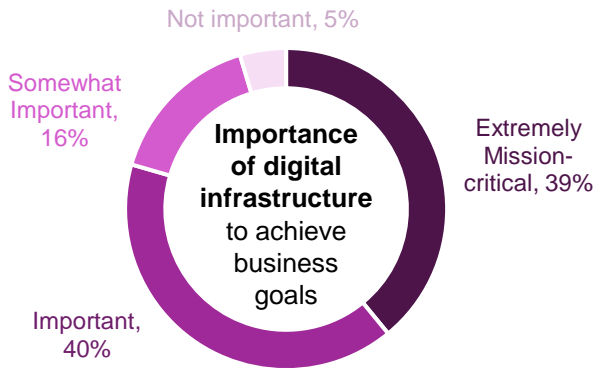 Not important, 5%
Somewhat
Important,
16%
Importance
of digital
infrastructure
to achieve
business
goals
Extremely
Mission-
critical, 39%
Important,
40%